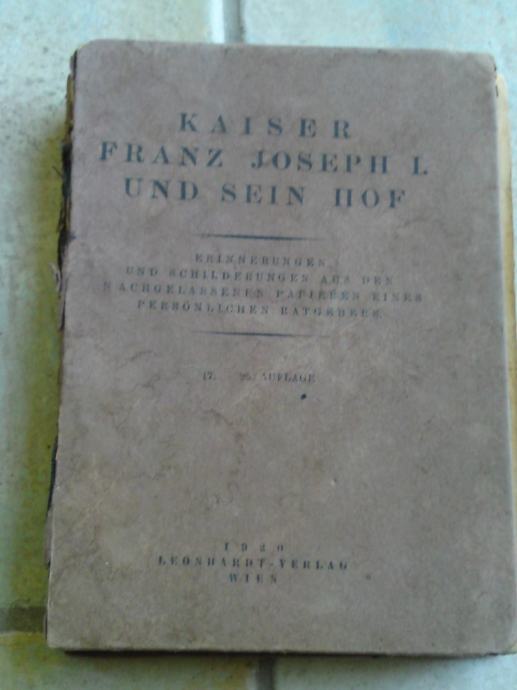 KAISER
FRANZ JOSEPH I.
UND SEIN HOF
ERINNERUNGEN
UND SCHILDERUNGEN AUS DEN
NACHGELASSENEN PAPIEREN EINES
PERSÖNLICHEN RATGEBERS
17. AUFLAGE
1920
LEONHARDT-VERLAG
WIEN